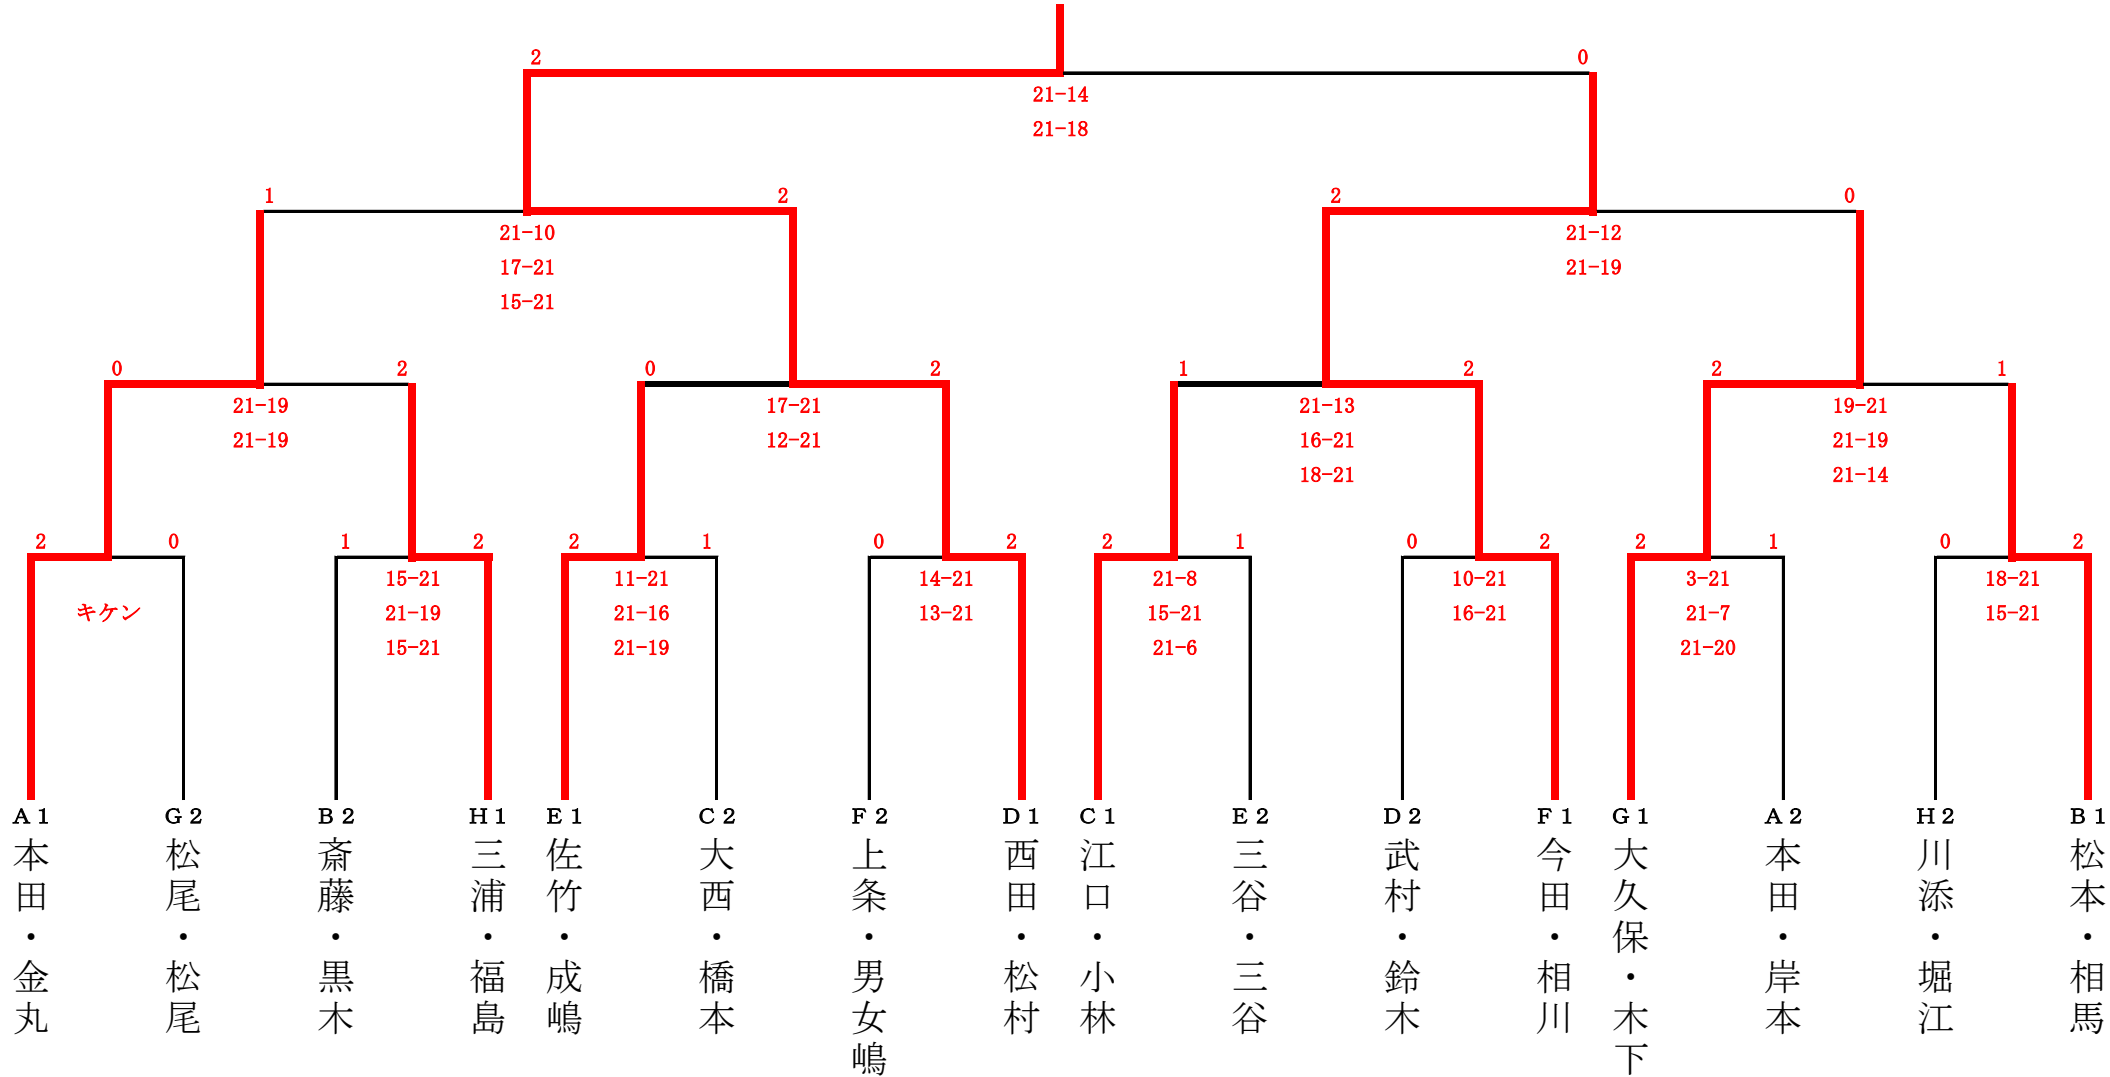 2
0
21-14
21-18
1
2
2
0
21-10
17-21
15-21
21-12
21-19
0
2
0
2
1
2
2
1
21-19
21-19
17-21
12-21
21-13
16-21
18-21
19-21
21-19
21-14
2
0
1
2
2
1
0
2
2
1
0
2
2
1
0
2
キケン
15-21
21-19
15-21
11-21
21-16
21-19
14-21
13-21
21-8
15-21
21-6
10-21
16-21
3-21
21-7
21-20
18-21
15-21
A1
本田・金丸
G2
松尾・松尾
B2
斎藤・黒木
H1
三浦・福島
E1
佐竹・成嶋
C2
大西・橋本
F2
上条・男女嶋
D1
西田・松村
C1
江口・小林
E2
三谷・三谷
D2
武村・鈴木
F1
今田・相川
G1
大久保・木下
A2
本田・岸本
H2
川添・堀江
B1
松本・相馬